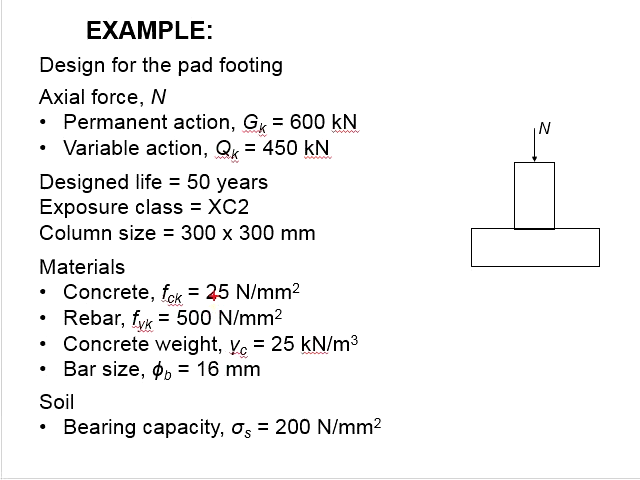 EXAMPLE:
Design for the pad footing
Axial force, N
• Permanent action, Gk = 600 kN
• Variable action, Qk = 450 kN
N
Designed life = 50 years
Exposure class = XC2
Column size = 300 x 300 mm
Materials
• Concrete, fck = 25 N/mm²
• Rebar, fyk = 500 N/mm²
• Concrete weight, γc = 25 kN/m³
• Bar size, ϕb = 16 mm
Soil
• Bearing capacity, σs = 200 N/mm²